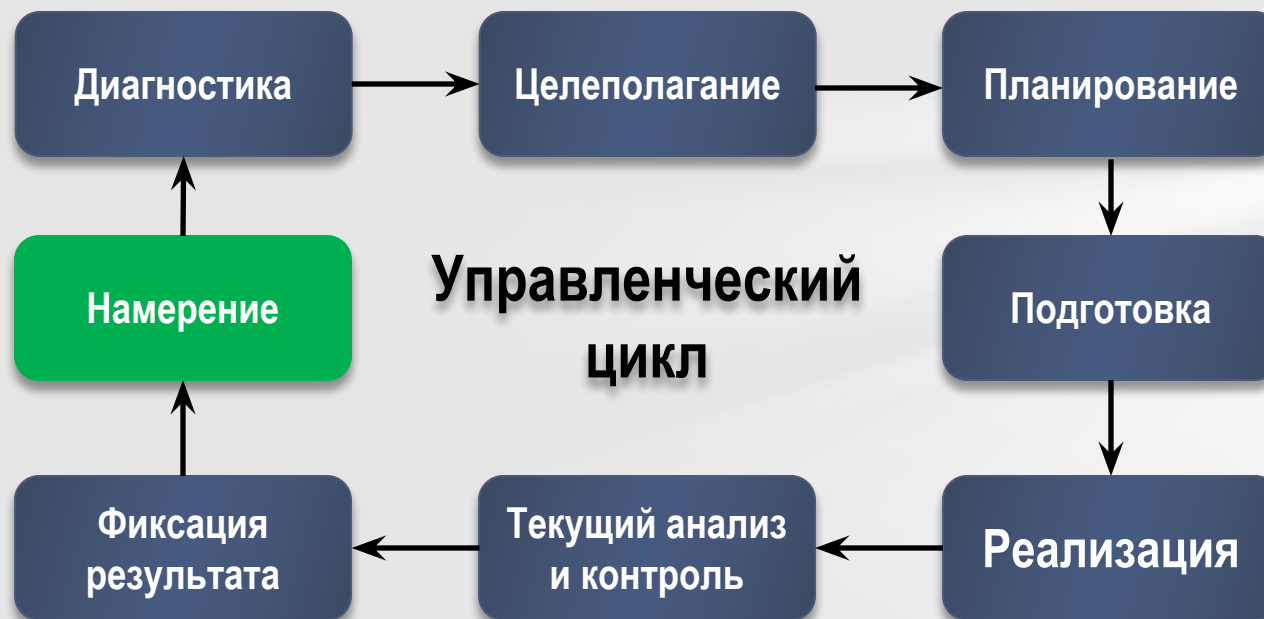 Диагностика
Целеполагание
Планирование
Намерение
Управленческий
цикл
Подготовка
Фиксация
результата
Текущий анализ
и контроль
Реализация